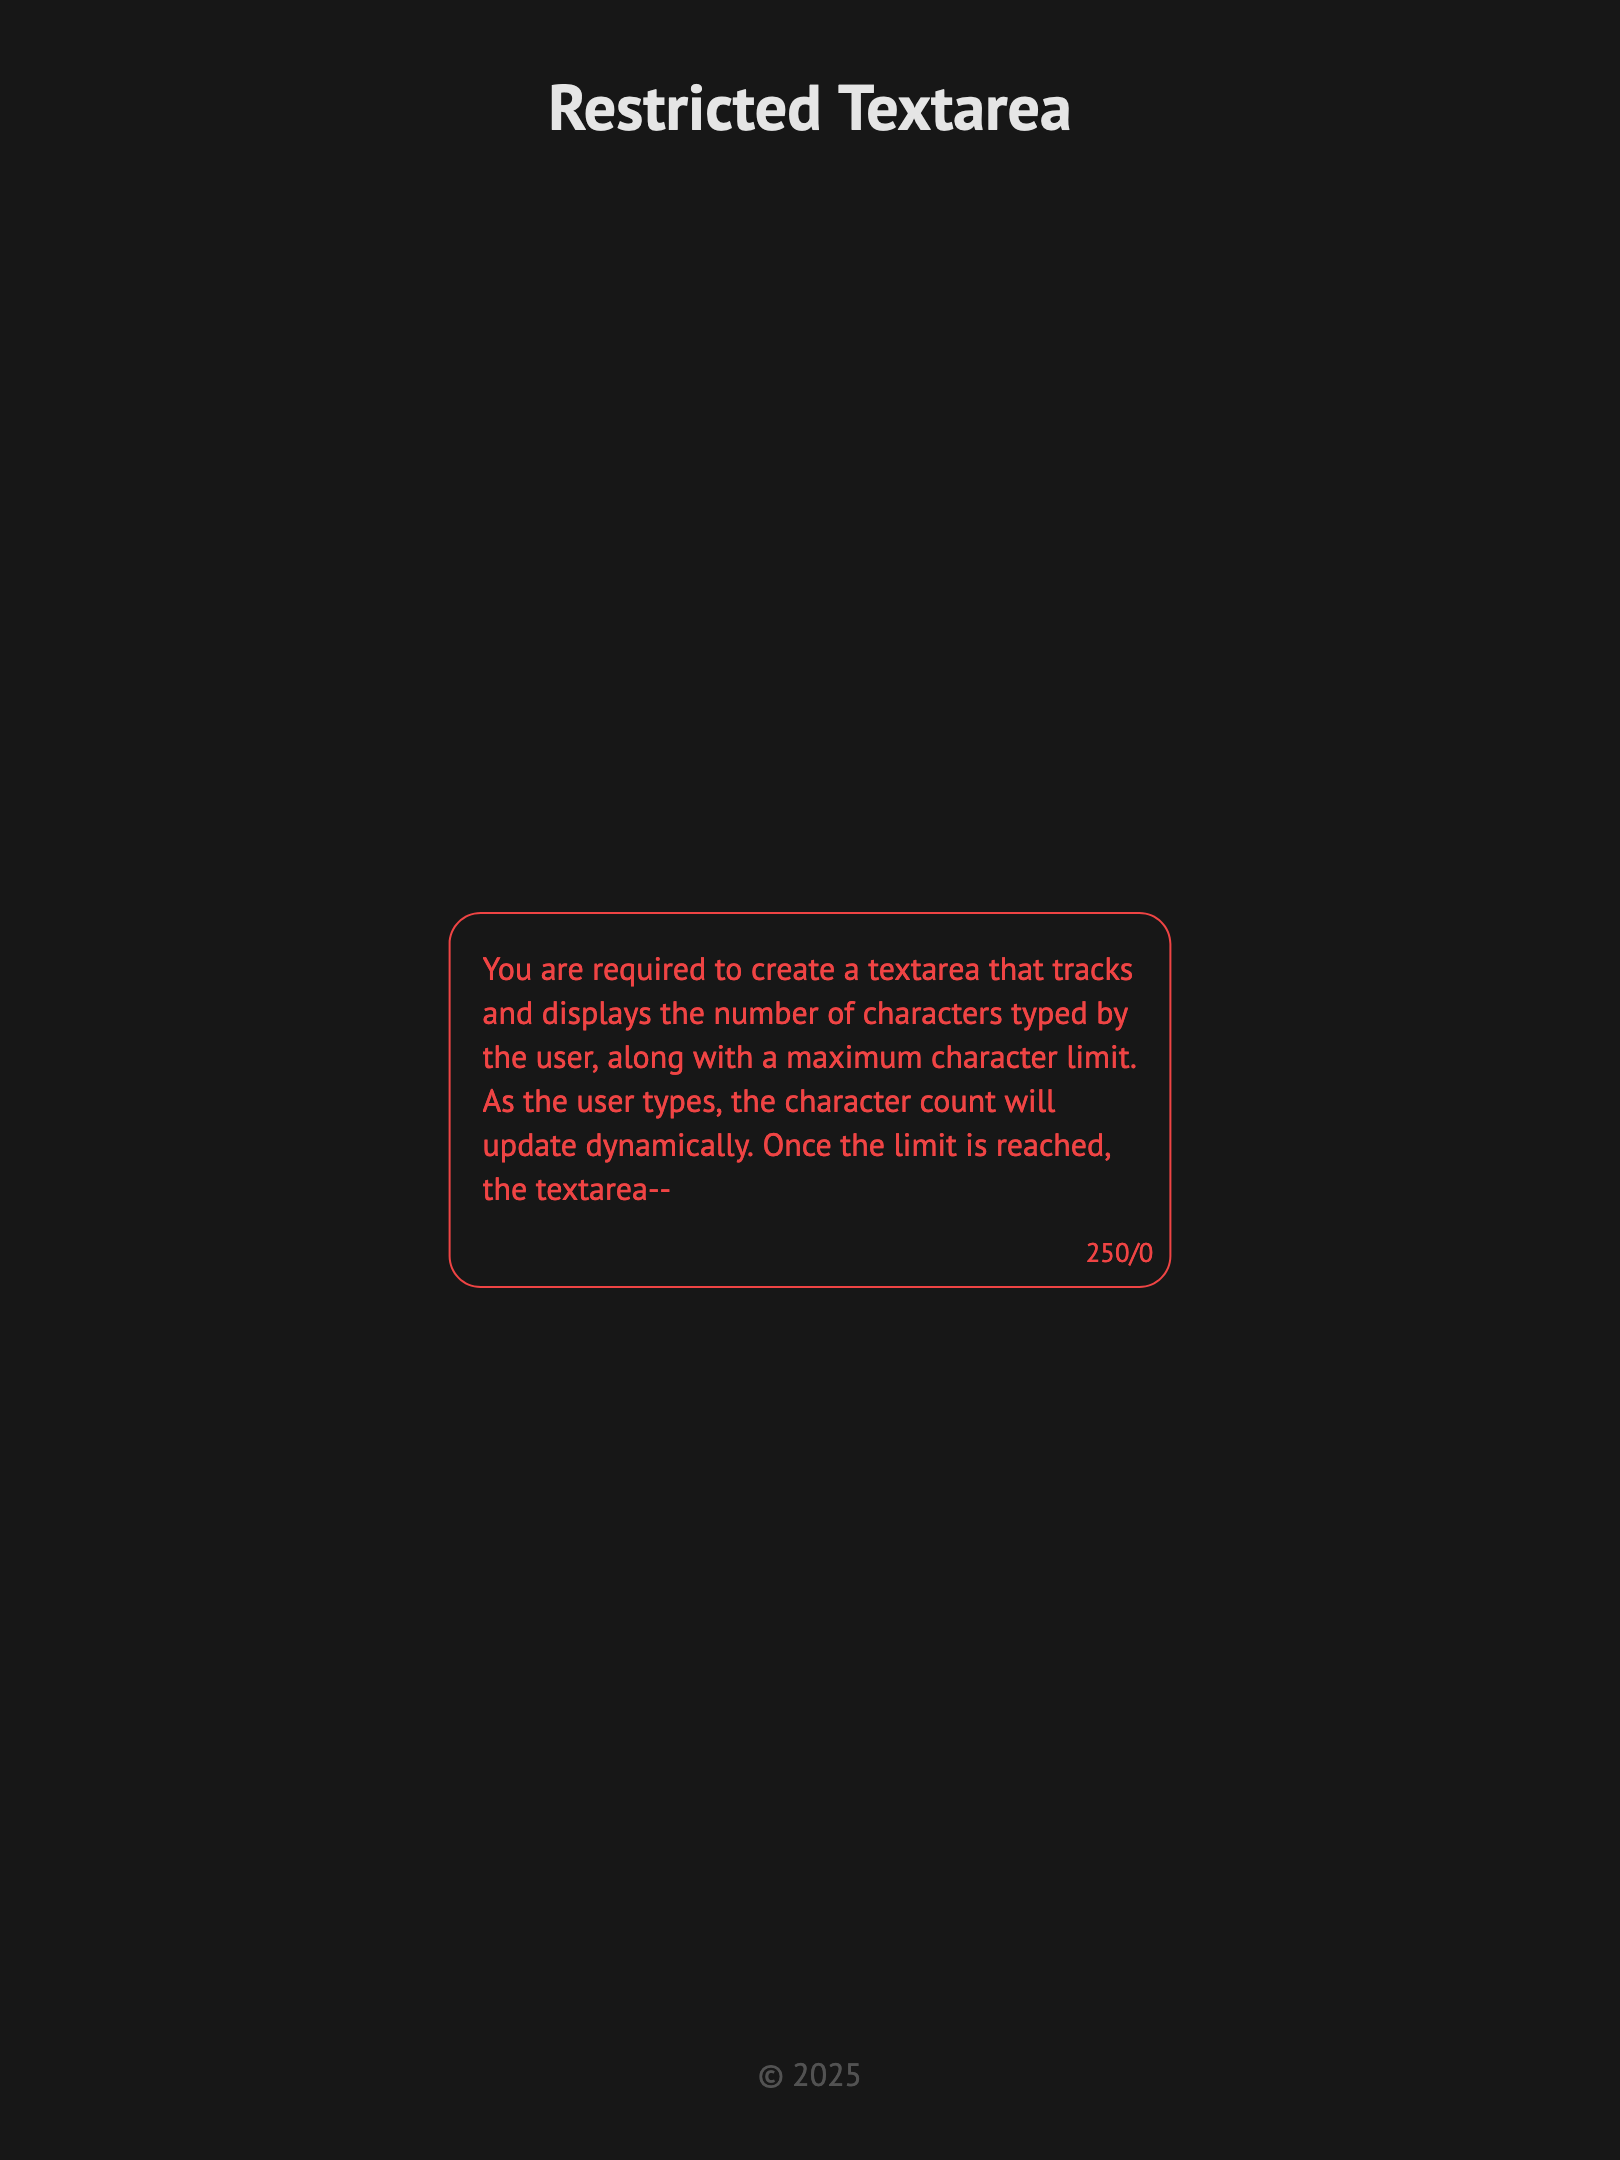 Restricted Textarea
You are required to create a textarea that tracks
and displays the number of characters typed by
the user, along with a maximum character limit.
As the user types, the character count will
update dynamically. Once the limit is reached,
the textarea--
250/0
© 2025